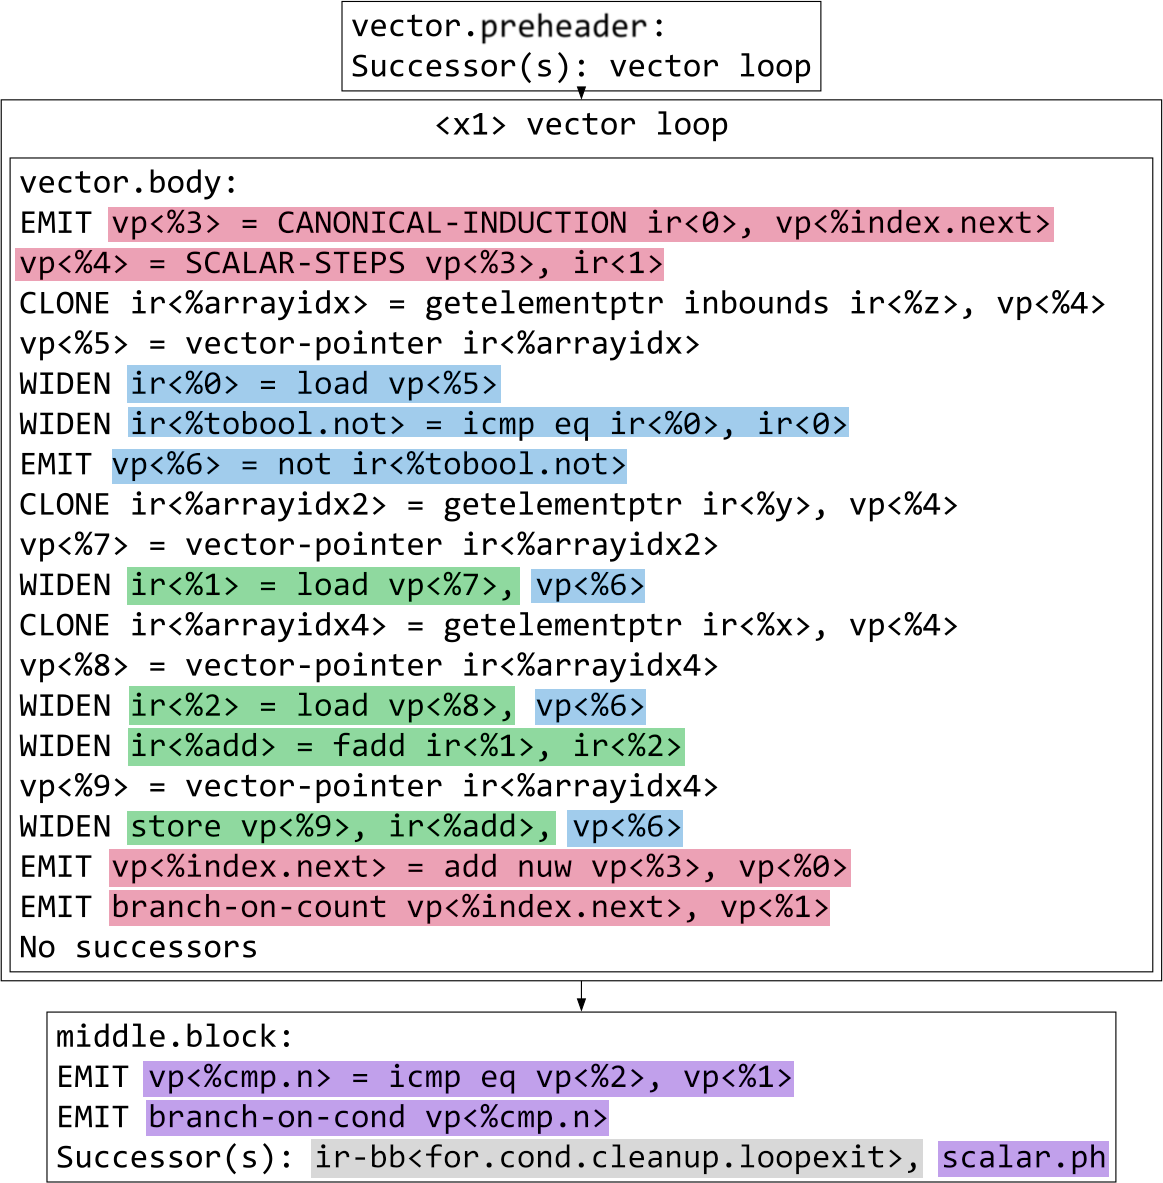 vector.preheader:
Successor(s): vector loop
<x1> vector loop
vector.body:
EMIT vp<%3> = CANONICAL-INDUCTION ir<0>, vp<%index.next>
vp<%4> = SCALAR-STEPS vp<%3>, ir<1>
CLONE ir<%arrayidx> = getelementptr inbounds ir<%z>, vp<%4>
vp<%5> = vector-pointer ir<%arrayidx>
WIDEN ir<%0> = load vp<%5>
WIDEN ir<%tobool.not> = icmp eq ir<%0>, ir<0>
EMIT vp<%6> = not ir<%tobool.not>
CLONE ir<%arrayidx2> = getelementptr ir<%y>, vp<%4>
vp<%7> = vector-pointer ir<%arrayidx2>
WIDEN ir<%1> = load vp<%7>, vp<%6>
CLONE ir<%arrayidx4> = getelementptr ir<%x>, vp<%4>
vp<%8> = vector-pointer ir<%arrayidx4>
WIDEN ir<%2> = load vp<%8>, vp<%6>
WIDEN ir<%add> = fadd ir<%1>, ir<%2>
vp<%9> = vector-pointer ir<%arrayidx4>
WIDEN store vp<%9>, ir<%add>, vp<%6>
EMIT vp<%index.next> = add nuw vp<%3>, vp<%0>
EMIT branch-on-count vp<%index.next>, vp<%1>
No successors
middle.block:
EMIT vp<%cmp.n> = icmp eq vp<%2>, vp<%1>
EMIT branch-on-cond vp<%cmp.n>
Successor(s): ir-bb<for.cond.cleanup.loopexit>, scalar.ph